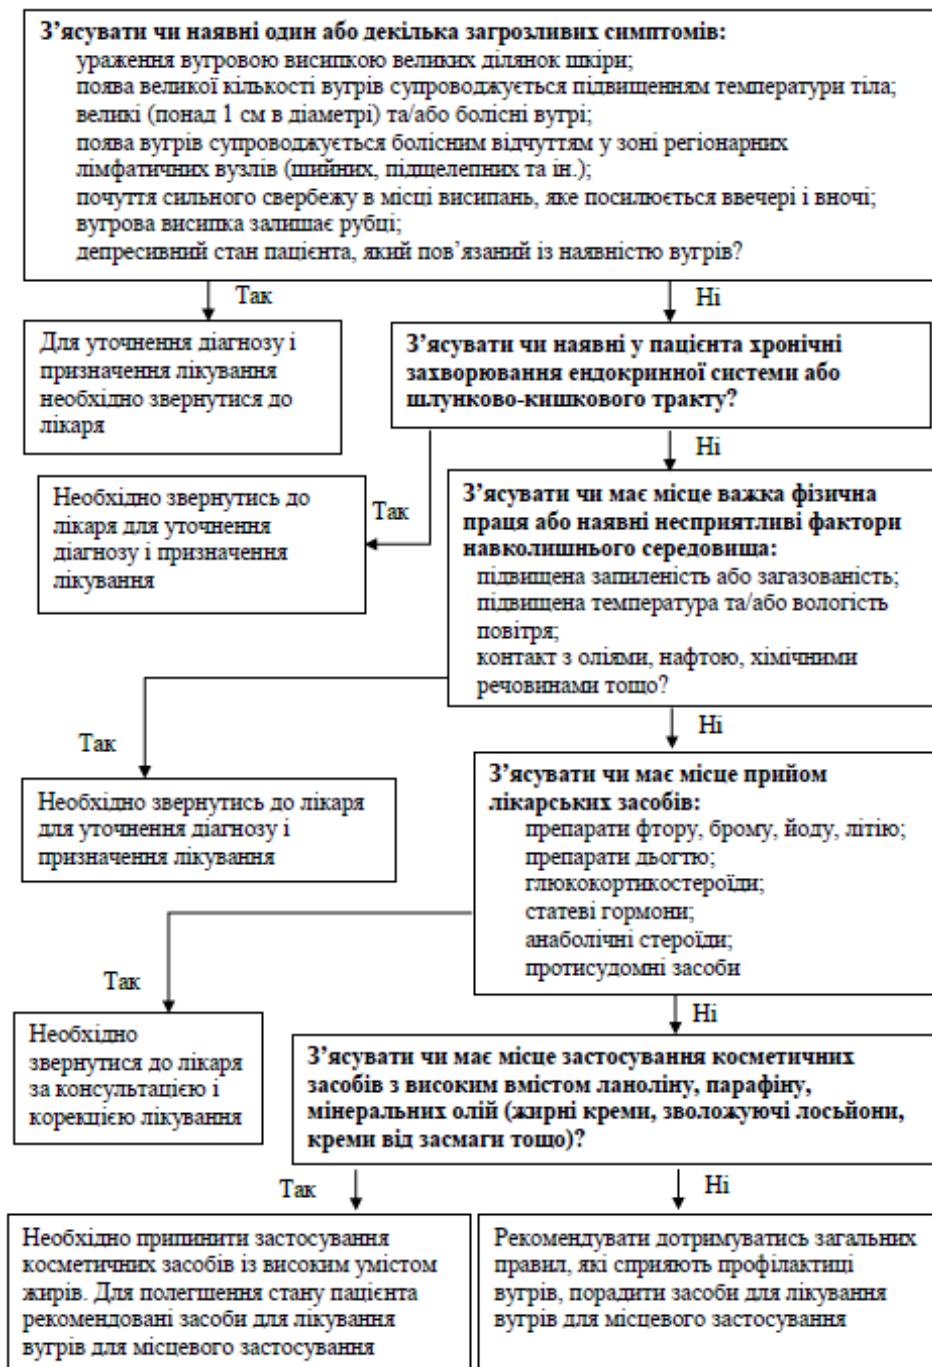 З’ясувати чи наявні один або декілька загрозливих симптомів:
ураження вугровою висипкою великих ділянок шкіри;
поява великої кількості вугрів супроводжується підвищенням температури тіла;
великі (понад 1 см в діаметрі) та/або болісні вугрі;
поява вугрів супроводжується болісним відчуттям у зоні регіонарних
лімфатичних вузлів (шийних, підщелепних та ін.);
почуття сильного свербежу в місці висипань, яке посилюється ввечері і вночі;
вугрова висипка залишає рубці;
депресивний стан пацієнта, який пов’язаний із наявністю вугрів?
Так
Ні
Для уточнення діагнозу і
призначення лікування
необхідно звернутися до
лікаря
З’ясувати чи наявні у пацієнта хронічні
захворювання ендокринної системи або
шлунково-кишкового тракту?
Ні
Так
Необхідно звернутись до
лікаря для уточнення
діагнозу і призначення
лікування
З’ясувати чи має місце важка фізична
праця або наявні несприятливі фактори
навколишнього середовища:
підвищена запиленість або загазованість;
підвищена температура та/або вологість
повітря;
контакт з оліями, нафтою, хімічними
речовинами тощо?
Ні
Так
Необхідно звернутись до лікаря
для уточнення діагнозу і
призначення лікування
З’ясувати чи має місце прийом
лікарських засобів:
препарати фтору, брому, йоду, літію;
препарати дьогтю;
глюкокортикостероїди;
статеві гормони;
анаболічні стероїди;
протисудомні засоби
Так
Ні
Необхідно
звернутися до лікаря
за консультацією і
корекцією лікування
З’ясувати чи має місце застосування косметичних
засобів з високим вмістом ланоліну, парафіну,
мінеральних олій (жирні креми, зволожуючі лосьйони,
креми від засмаги тощо)?
Так
Ні
Необхідно припинити застосування
косметичних засобів із високим умістом
жирів. Для полегшення стану пацієнта
рекомендовані засоби для лікування
вугрів для місцевого застосування
Рекомендувати дотримуватись загальних
правил, які сприяють профілактиці
вугрів, порадити засоби для лікування
вугрів для місцевого застосування